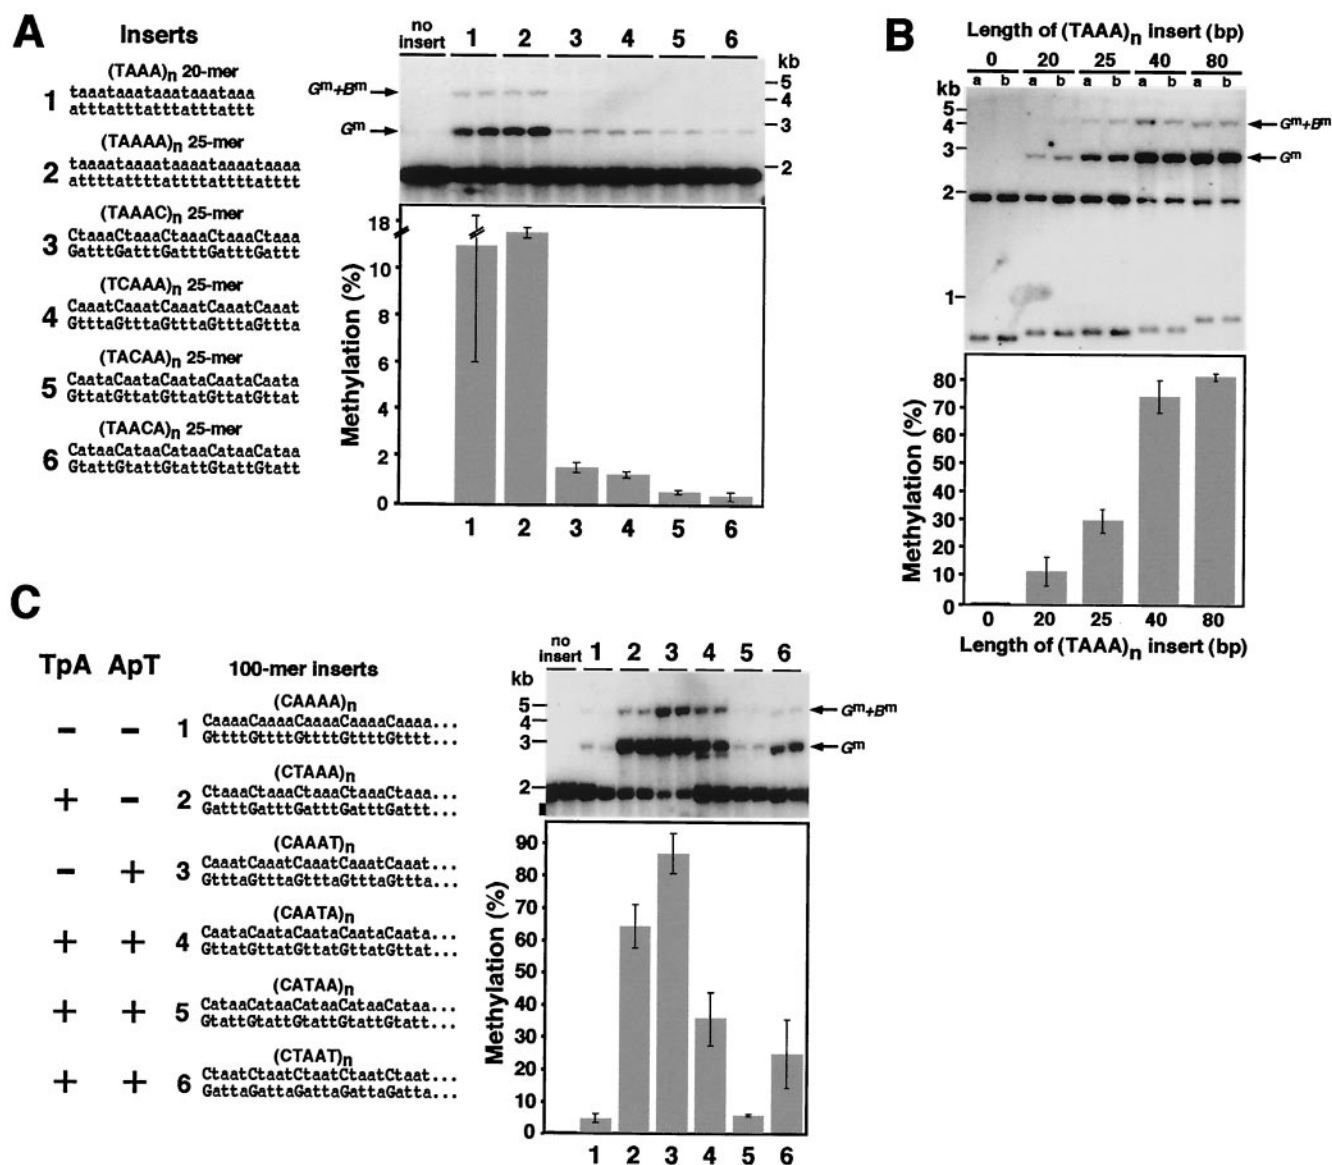 A
Inserts
(TAAA)n 20-mer
1
taaataaataaataaataaa
atttatttatttatttattt
(TAAAA)n 25-mer
2
taaaataaaataaaataaaataaaa
attttattttattttattttatttt
(TAAAC)n 25-mer
3
CtaaaCtaaaCtaaaCtaaaCtaaa
GatttGatttGatttGatttGattt
(TCAAA)n 25-mer
4
CaaatCaaatCaaatCaaatCaaat
GtttaGtttaGtttaGtttaGttta
(TACAA)n 25-mer
5
CaataCaataCaataCaataCaata
GttatGttatGttatGttatGttat
(TAACA)n 25-mer
6
CataaCataaCataaCataaCataa
GtattGtattGtattGtattGtatt
no insert 1 2 3 4 5 6
kb
Gm+Bm
Gm
5
4
3
2
Methylation (%)
18
10
8
6
4
2
0
1 2 3 4 5 6
B
Length of (TAAA)n insert (bp)
0 20 25 40 80
a b a b a b a b a b
kb
5
4
3
2
1
Gm+Bm
Gm
Methylation (%)
80
70
60
50
40
30
20
10
0
0 20 25 40 80
Length of (TAAA)n insert (bp)
C
TpA ApT 100-mer inserts
(CAAAA)n
- - 1
CaaaaCaaaaCaaaaCaaaaCaaaa...
GttttGttttGttttGttttGtttt...
(CTAAA)n
+ - 2
CtaaaCtaaaCtaaaCtaaaCtaaa...
GatttGatttGatttGatttGattt...
(CAAAT)n
- + 3
CaaatCaaatCaaatCaaatCaaat...
GtttaGtttaGtttaGtttaGttta...
(CAATA)n
+ + 4
CaataCaataCaataCaataCaata...
GttatGttatGttatGttatGttat...
(CATAA)n
+ + 5
CataaCataaCataaCataaCataa...
GtattGtattGtattGtattGtatt...
(CTAAT)n
+ + 6
CtaatCtaatCtaatCtaatCtaat...
GattaGattaGattaGattaGatta...
no insert 1 2 3 4 5 6
kb
5
4
3
2
Gm+Bm
Gm
Methylation (%)
90
80
70
60
50
40
30
20
10
0
1 2 3 4 5 6